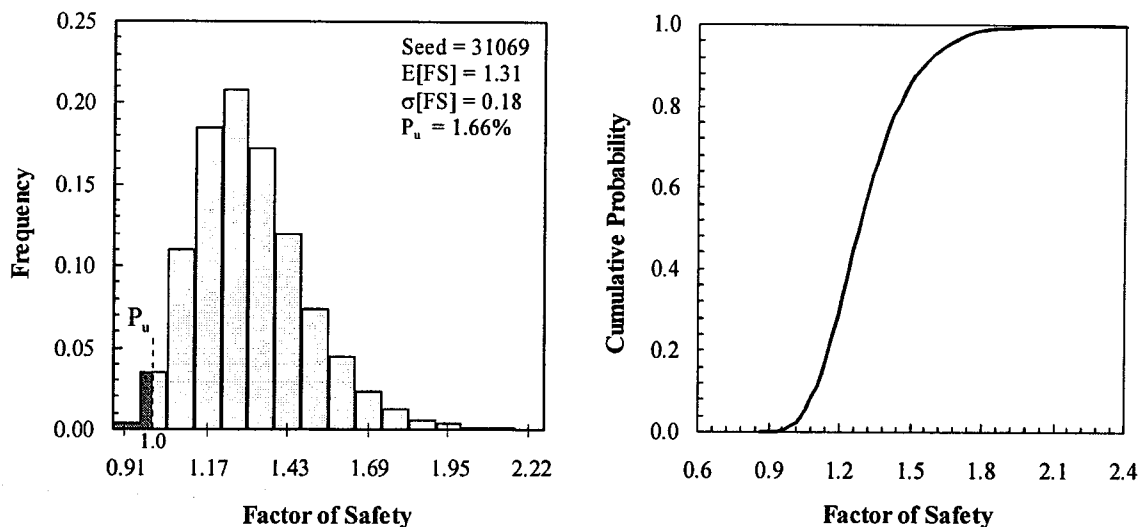 0.25
0.20
0.15
0.10
0.05
0.00
Frequency
Seed = 31069
E[FS] = 1.31
σ[FS] = 0.18
Pu = 1.66%
Pu
1.0
0.91 1.17 1.43 1.69 1.95 2.22
Factor of Safety
1.0
0.8
0.6
0.4
0.2
0.0
Cumulative Probability
0.6 0.9 1.2 1.5 1.8 2.1 2.4
Factor of Safety